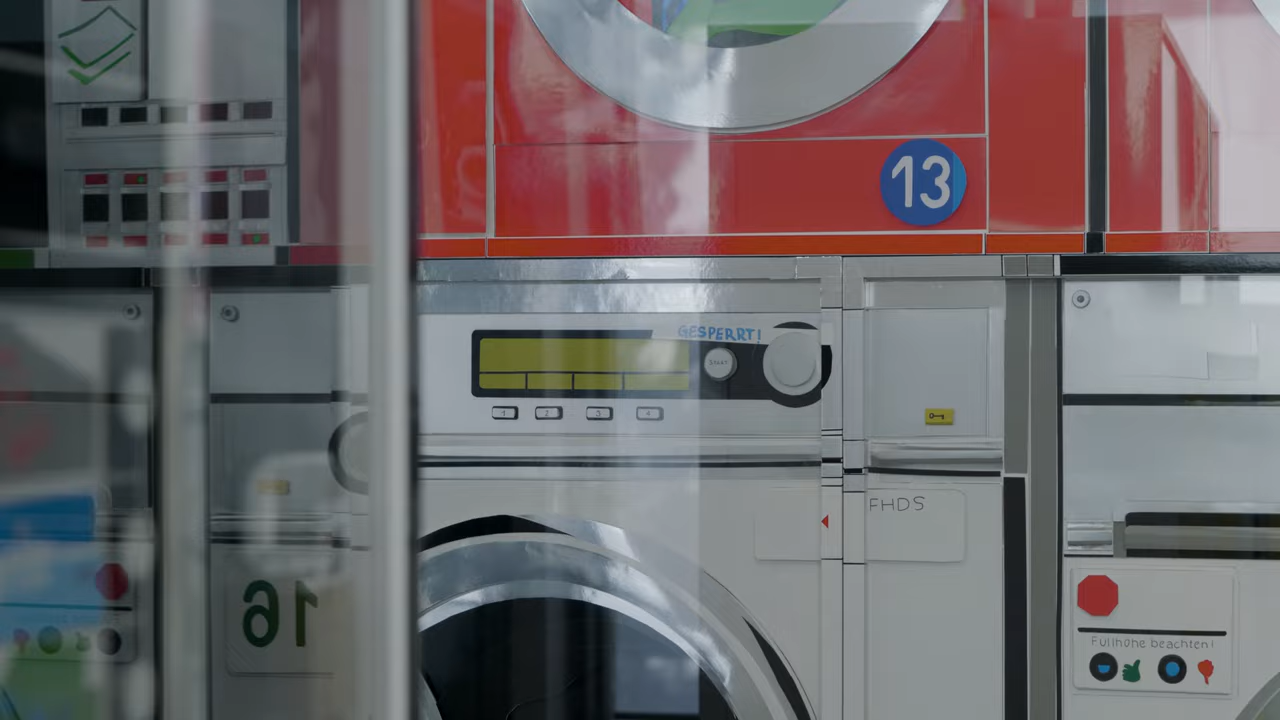 13
GESPERRT!
START
1 2 3 4
FHDS
16
Füllhöhe beachten!